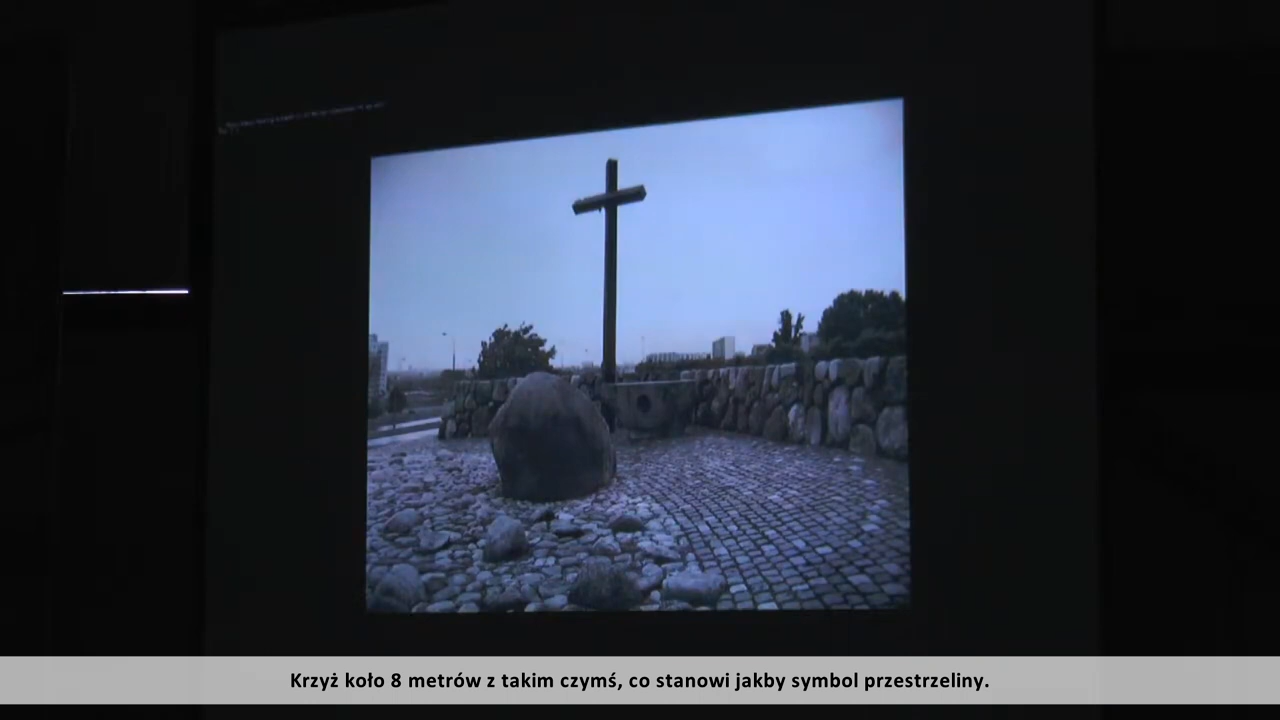 Krzyż koło 8 metrów z takim czymś, co stanowi jakby symbol przestrzeliny.